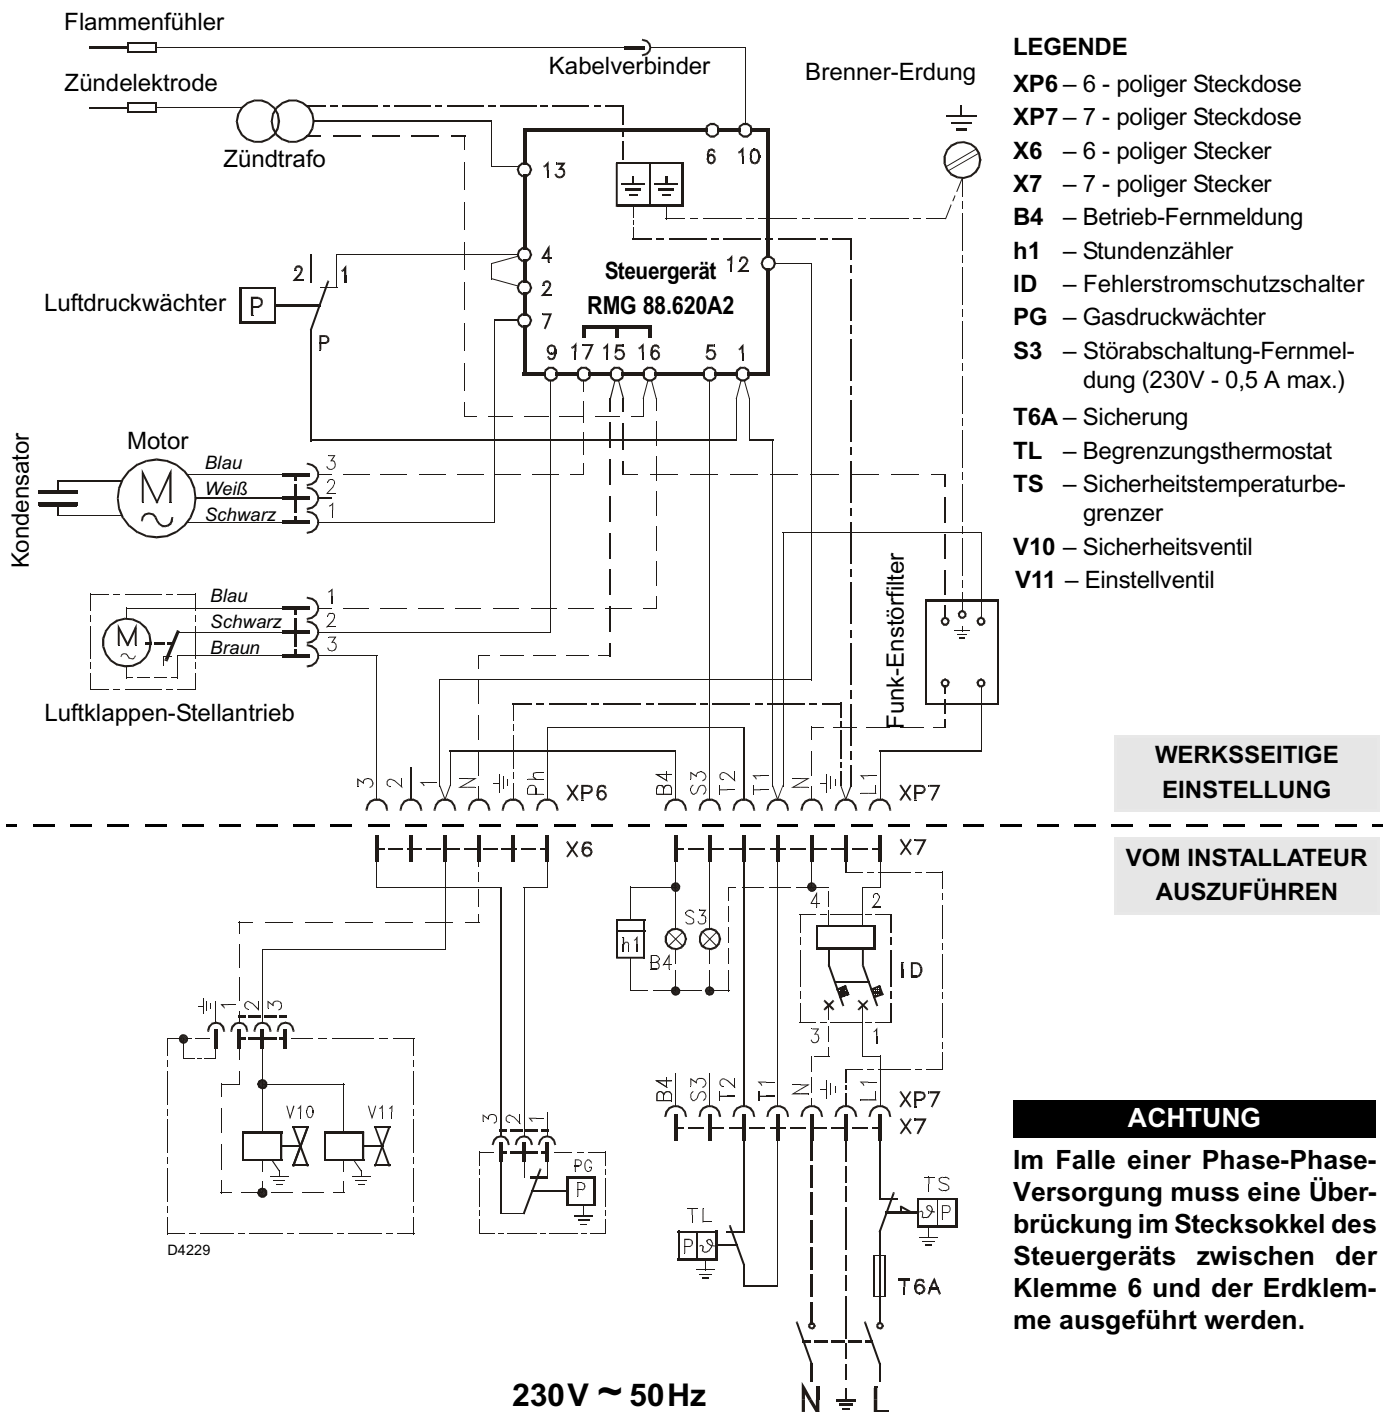 Flammenfühler
Kabelverbinder
Zündelektrode
Zündtrafo
Brenner-Erdung
6 10
13
4
2
7
12
Steuergerät
RMG 88.620A2
9 17 15 16 5 1
2 1
Luftdruckwächter P
P
Kondensator
Motor
M
Blau 3
Weiß 2
Schwarz 1
M
Blau 1
Schwarz 2
Braun 3
Luftklappen-Stellantrieb
Funk-Enstörfilter
3 2 1 N Ph XP6
B4 S3 T2 T1 N L1 XP7
X6
X7
4 2
S3
h1
B4
ID
3 1
1 2 3
V10 V11
D4229
3 2 1
PG
P
B4 S3 T2 T1 N L1 XP7
X7
TL
P ϑ
TS
ϑ P
T6A
230V ~ 50Hz
N L
LEGENDE
XP6 – 6 - poliger Steckdose
XP7 – 7 - poliger Steckdose
X6 – 6 - poliger Stecker
X7 – 7 - poliger Stecker
B4 – Betrieb-Fernmeldung
h1 – Stundenzähler
ID – Fehlerstromschutzschalter
PG – Gasdruckwächter
S3 – Störabschaltung-Fernmel-
dung (230V - 0,5 A max.)
T6A – Sicherung
TL – Begrenzungsthermostat
TS – Sicherheitstemperaturbe-
grenzer
V10 – Sicherheitsventil
V11 – Einstellventil
WERKSSEITIGE
EINSTELLUNG
VOM INSTALLATEUR
AUSZUFÜHREN
ACHTUNG
Im Falle einer Phase-Phase-
Versorgung muss eine Über-
brückung im Stecksokkel des
Steuergeräts zwischen der
Klemme 6 und der Erdklem-
me ausgeführt werden.